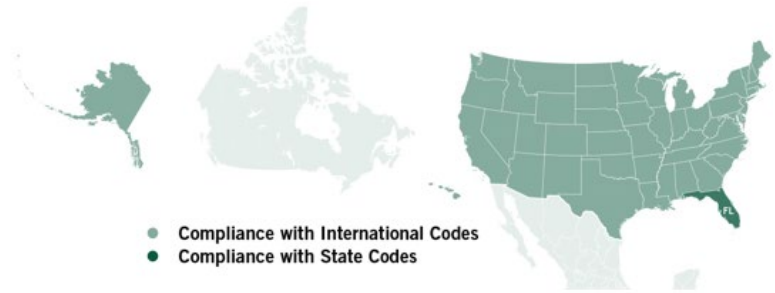 FL
Compliance with International Codes
Compliance with State Codes